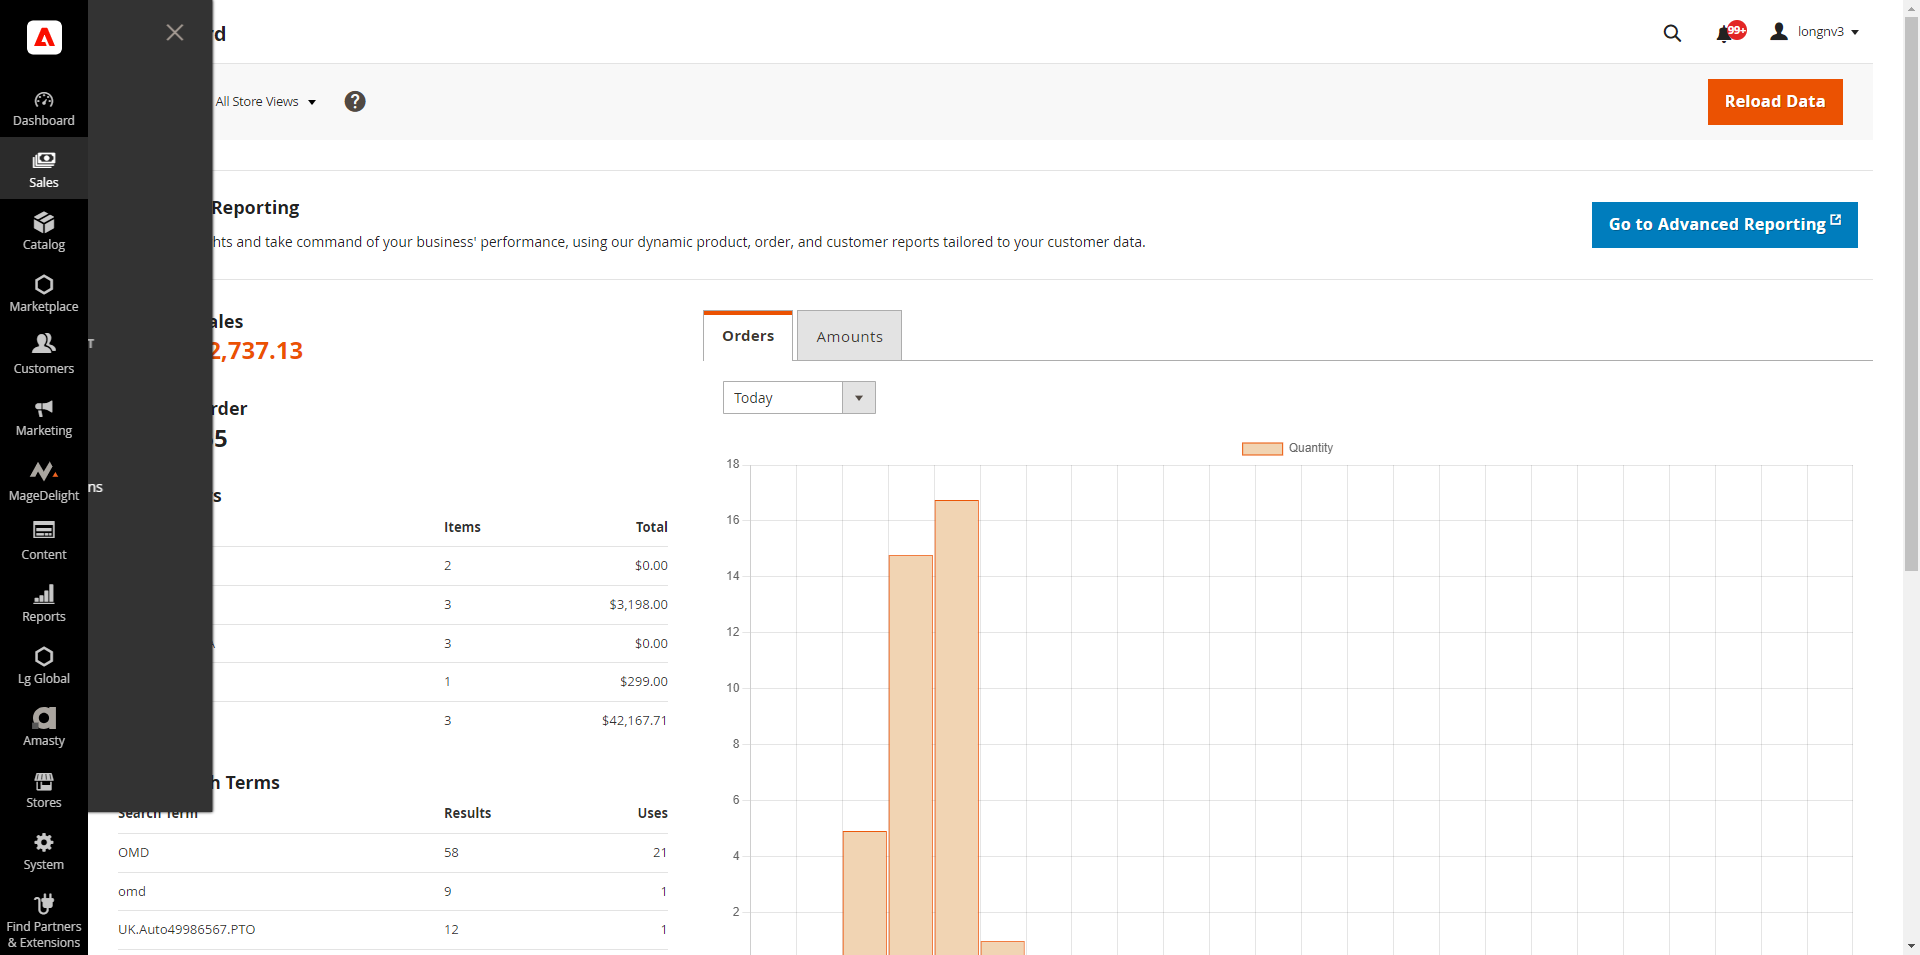 99+
longnv3
All Store Views
?
Reload Data
Dashboard
Sales
Catalog
Marketplace
Customers
Marketing
MageDelight
Content
Reports
Lg Global
Amasty
Stores
System
Find Partners
& Extensions
Reporting
and take command of your business' performance, using our dynamic product, order, and customer reports tailored to your customer data.
Go to Advanced Reporting
2,737.13
Items Total
2 $0.00
3 $3,198.00
3 $0.00
1 $299.00
3 $42,167.71
Terms
Search Term Results Uses
OMD 58 21
omd 9 1
UK.Auto49986567.PTO 12 1
Orders
Amounts
Today
Quantity
18
16
14
12
10
8
6
4
2